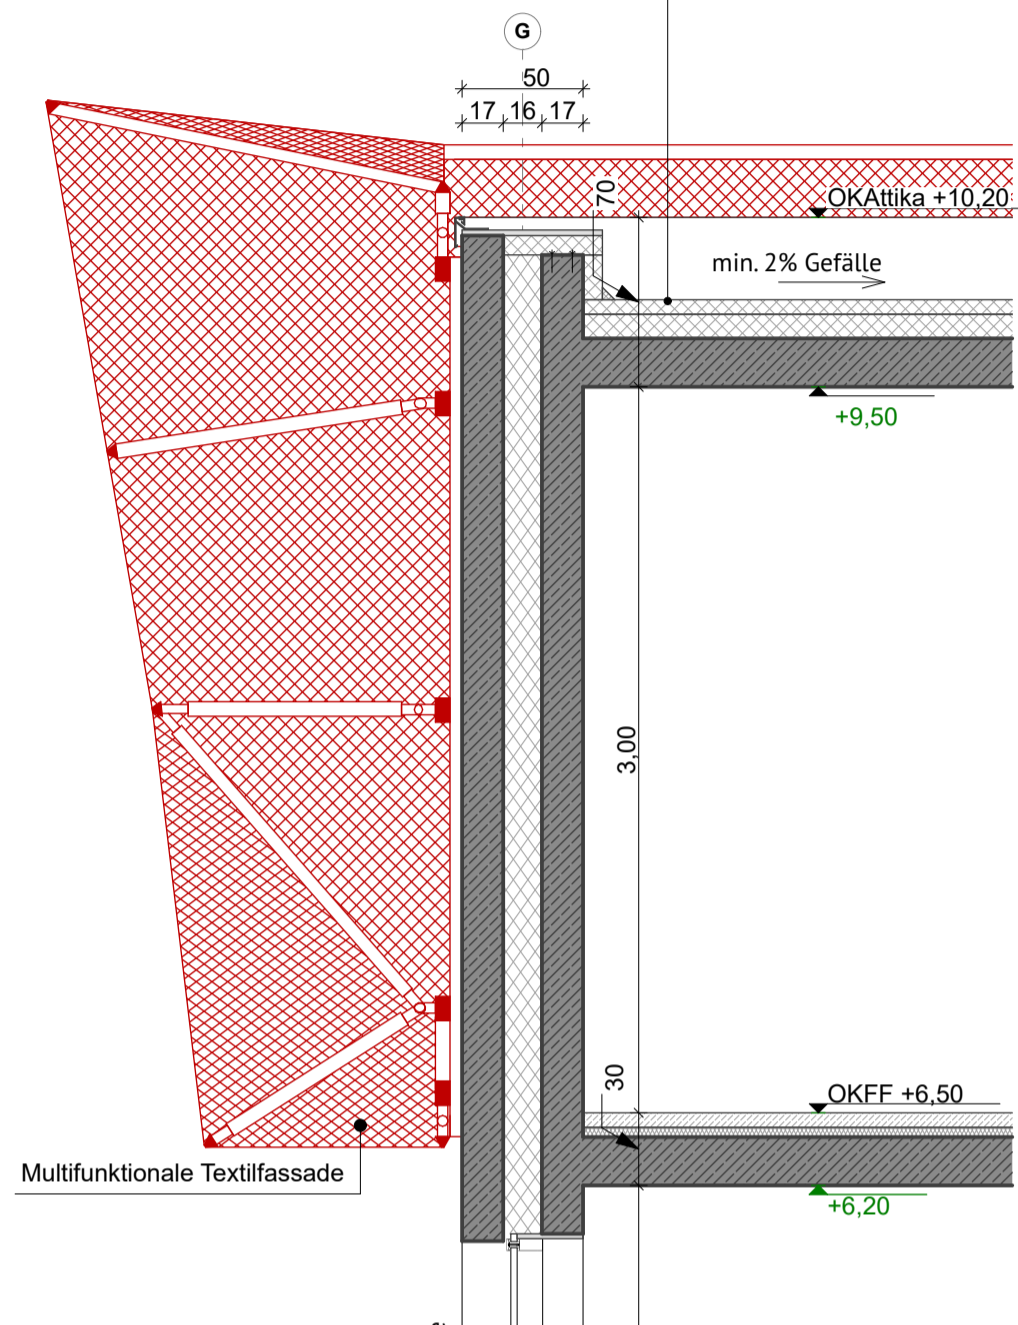 G
50
17 16 17
70
OKAttika +10,20
min. 2% Gefälle
+9,50
3,00
30
OKFF +6,50
Multifunktionale Textilfassade
+6,20